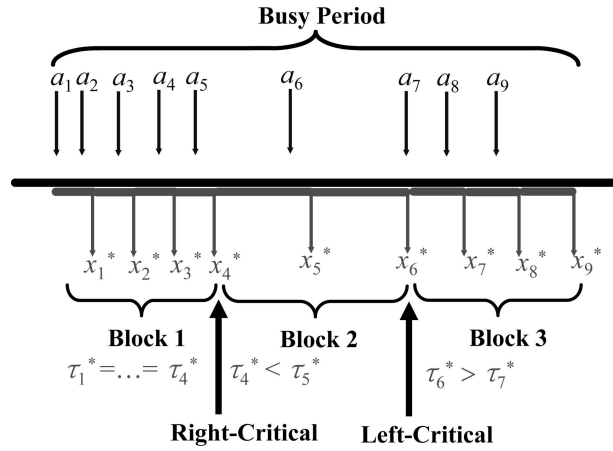 Busy Period
a₁ a₂ a₃ a₄ a₅ a₆ a₇ a₈ a₉
x₁* x₂* x₃* x₄* x₅* x₆* x₇* x₈* x₉*
Block 1 Block 2 Block 3
τ₁*=...= τ₄* τ₄* < τ₅* τ₆* > τ₇*
Right-Critical Left-Critical